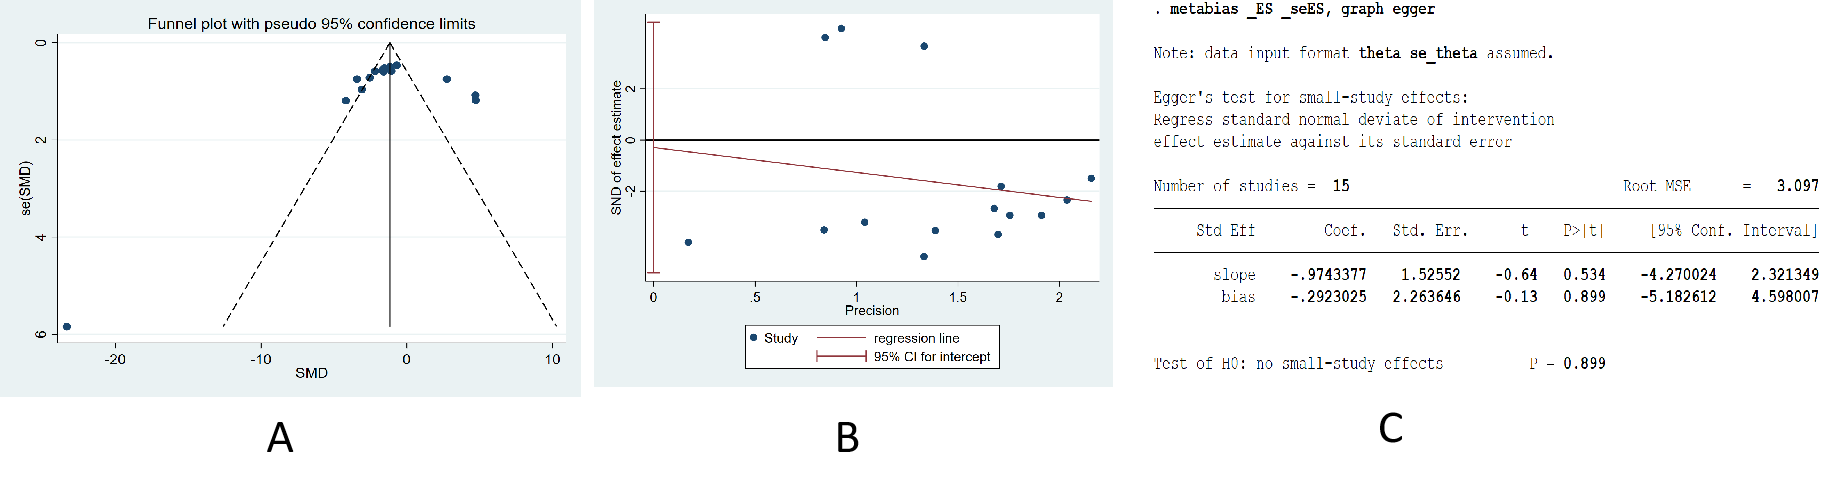 Funnel plot with pseudo 95% confidence limits
0
2
4
6
se(SMD)
-20
-10
0
10
SMD
A
SND of effect estimate
2
0
-2
0
.5
1
1.5
2
Precision
Study
regression line
95% CI for intercept
B
. metabias _ES _seES, graph egger
Note: data input format theta se_theta assumed.
Egger's test for small-study effects:
Regress standard normal deviate of intervention
effect estimate against its standard error
Number of studies = 15 Root MSE = 3.097
Std_Eff Coef. Std. Err. t P>|t| [95% Conf. Interval]
slope -.9743377 1.52552 -0.64 0.534 -4.270024 2.321349
bias -.2923025 2.263646 -0.13 0.899 -5.182612 4.598007
Test of H0: no small-study effects P = 0.899
C